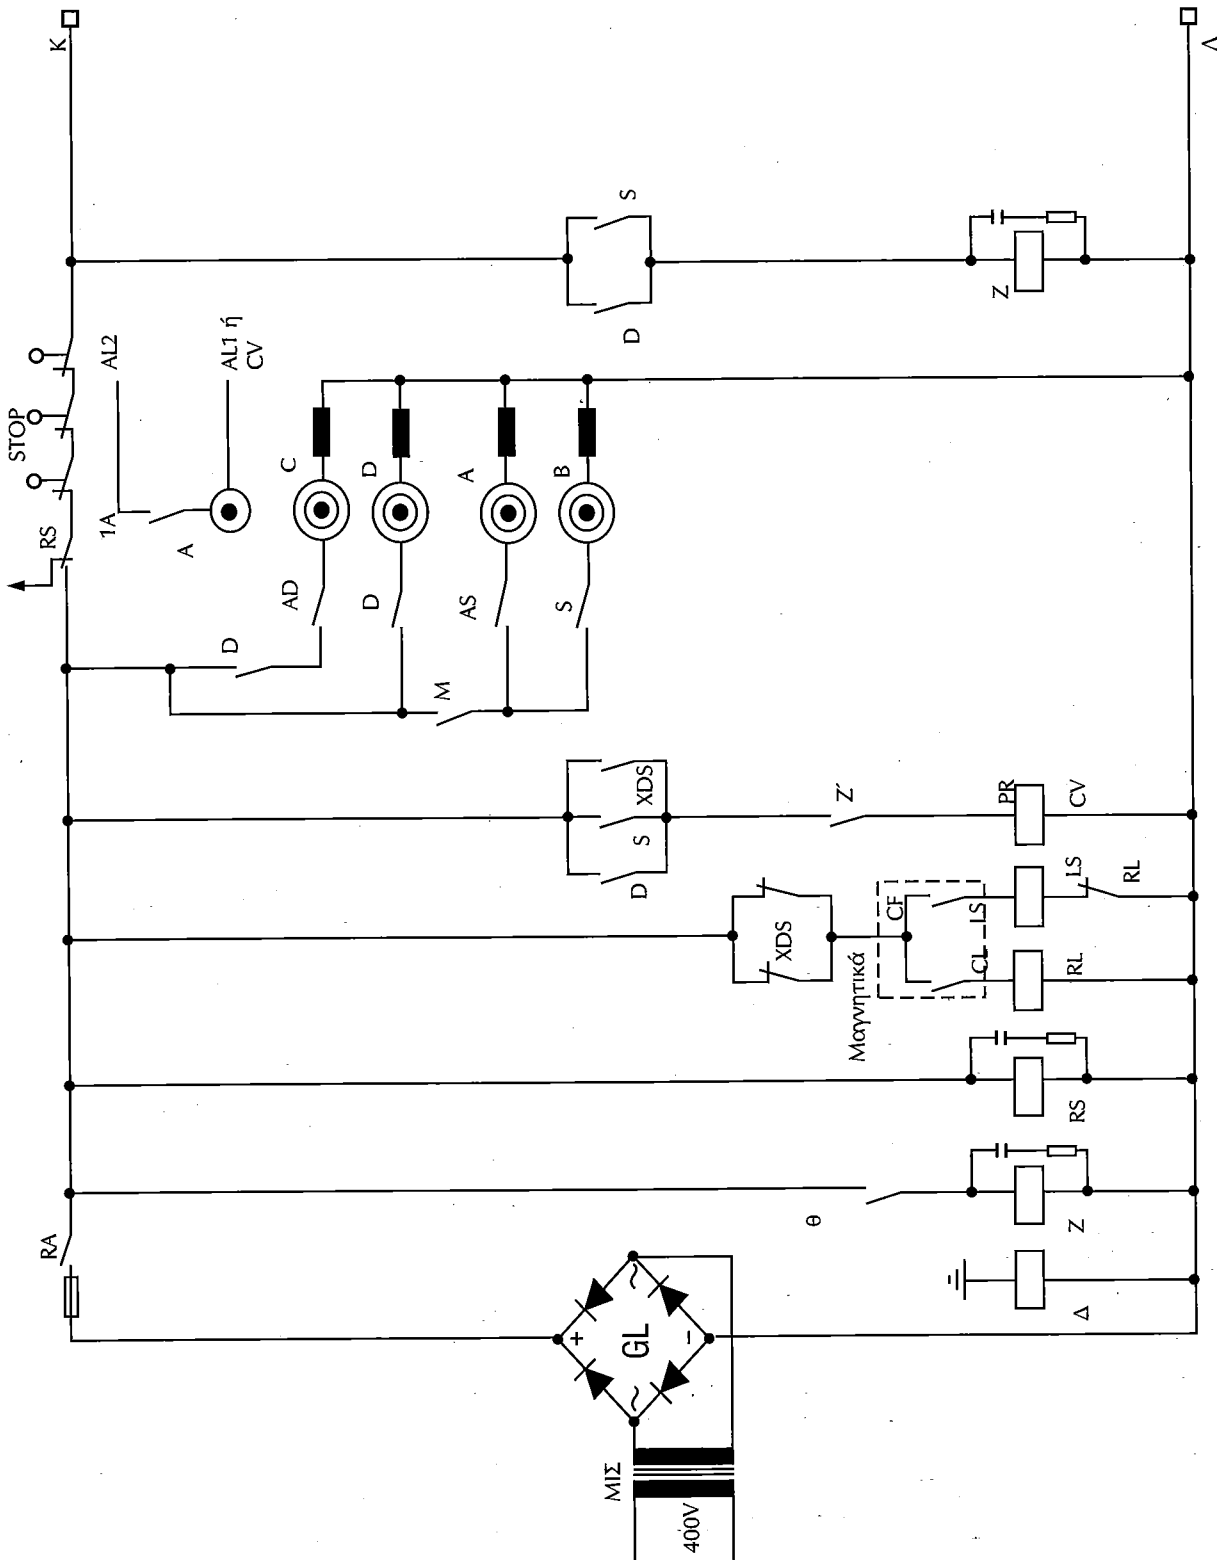 K
Λ
S
D
Z
STOP
AL2
AL1 ή
CV
1A
A
RS
C
D
A
B
AD
D
AS
S
D
M
XDS
S
D
Z'
PR
CV
XDS
Μαγνητικά
CF
LS
CL
LS
RL
RL
RS
θ
Z
RA
Δ
+
GL
-
~
~
ΜΙΣ
400V